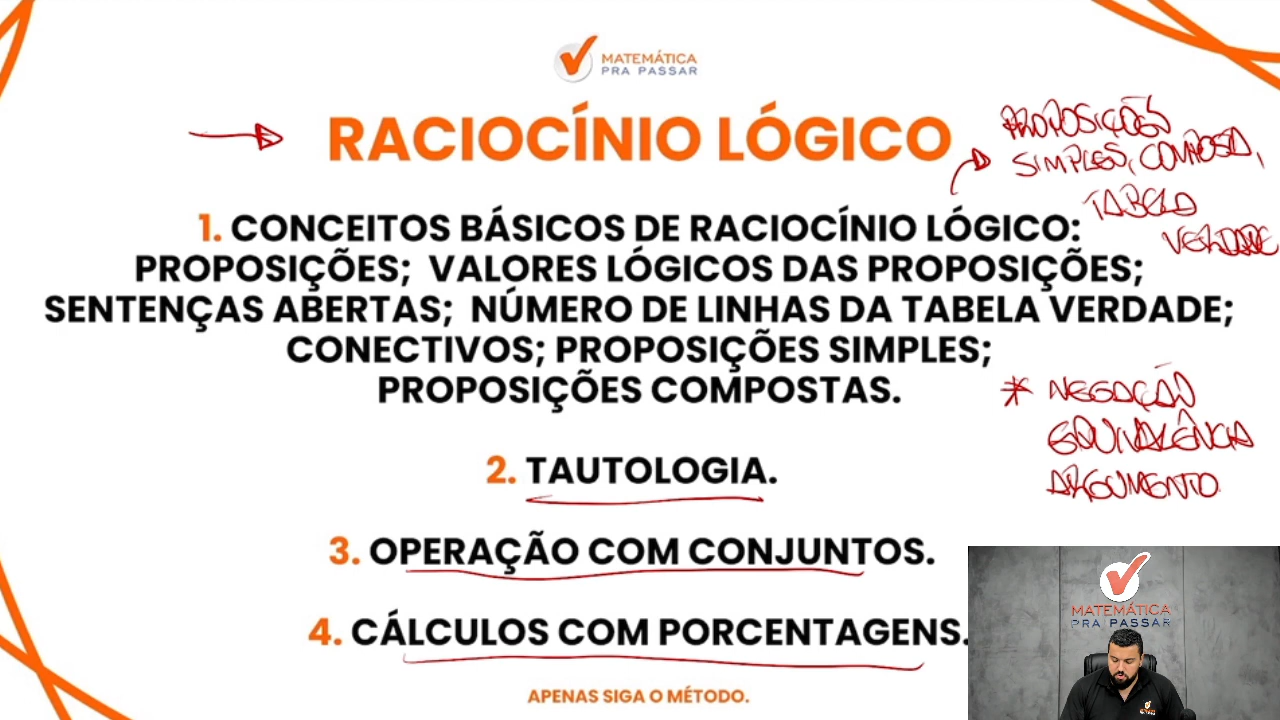 MATEMÁTICA
PRA PASSAR
RACIOCÍNIO LÓGICO
PROPOSIÇÕES
SIMPLES, COMPOSTA,
TABELA
VERDADE
1. CONCEITOS BÁSICOS DE RACIOCÍNIO LÓGICO:
PROPOSIÇÕES; VALORES LÓGICOS DAS PROPOSIÇÕES;
SENTENÇAS ABERTAS; NÚMERO DE LINHAS DA TABELA VERDADE;
CONECTIVOS; PROPOSIÇÕES SIMPLES;
PROPOSIÇÕES COMPOSTAS.
* NEGAÇÃO
EQUIVALÊNCIA
ARGUMENTO
2. TAUTOLOGIA.
3. OPERAÇÃO COM CONJUNTOS.
4. CÁLCULOS COM PORCENTAGENS.
APENAS SIGA O MÉTODO.
MATEMÁTICA
PRA PASSAR